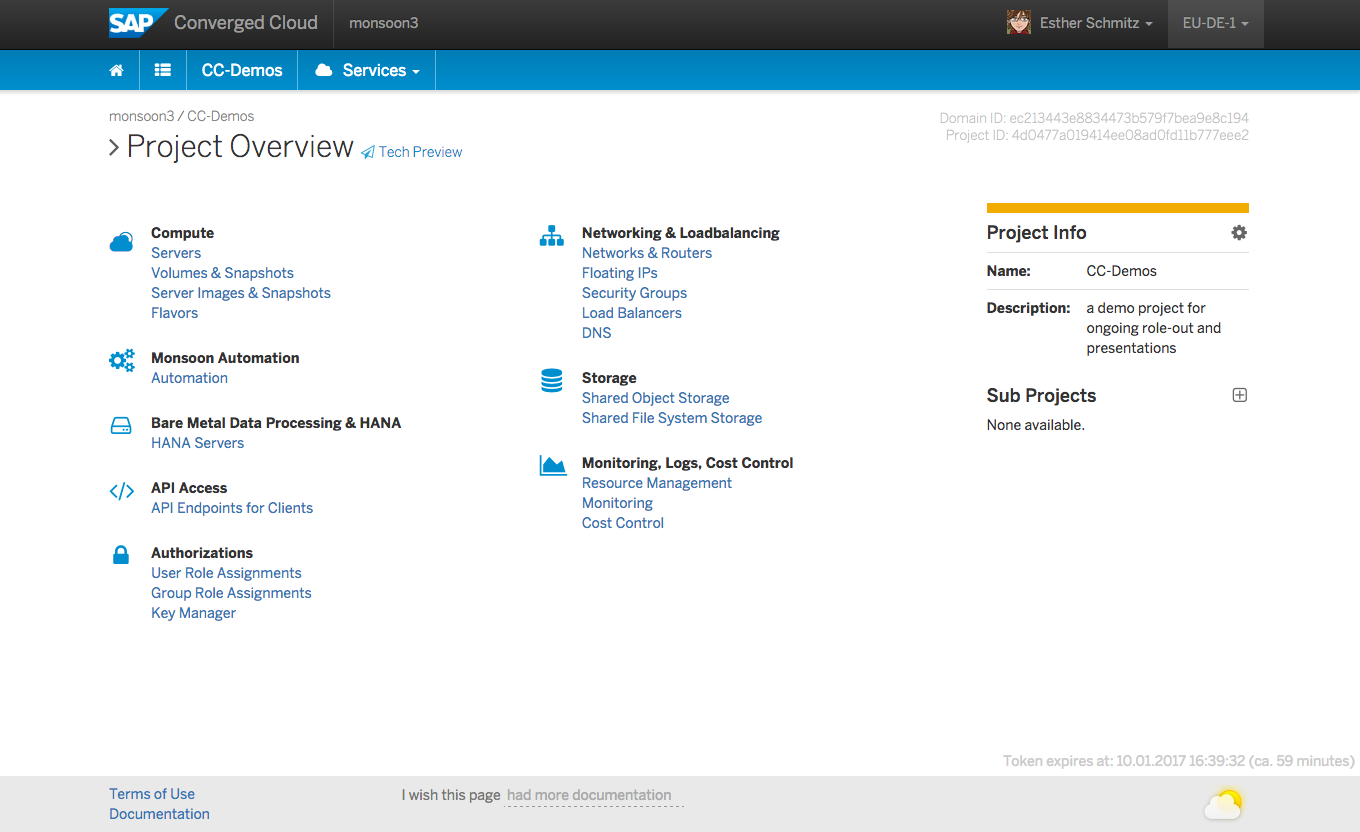 SAP Converged Cloud
monsoon3
Esther Schmitz
EU-DE-1
CC-Demos
Services
monsoon3 / CC-Demos
Project Overview Tech Preview
Domain ID: ec213443e8834473b579f7bea9e8c194
Project ID: 4d0477a019414ee08ad0fd11b777eee2
Compute
Servers
Volumes & Snapshots
Server Images & Snapshots
Flavors
Monsoon Automation
Automation
Bare Metal Data Processing & HANA
HANA Servers
API Access
API Endpoints for Clients
Authorizations
User Role Assignments
Group Role Assignments
Key Manager
Networking & Loadbalancing
Networks & Routers
Floating IPs
Security Groups
Load Balancers
DNS
Storage
Shared Object Storage
Shared File System Storage
Monitoring, Logs, Cost Control
Resource Management
Monitoring
Cost Control
Project Info
Name: CC-Demos
Description: a demo project for
ongoing role-out and
presentations
Sub Projects
None available.
Token expires at: 10.01.2017 16:39:32 (ca. 59 minutes)
Terms of Use
Documentation
I wish this page had more documentation